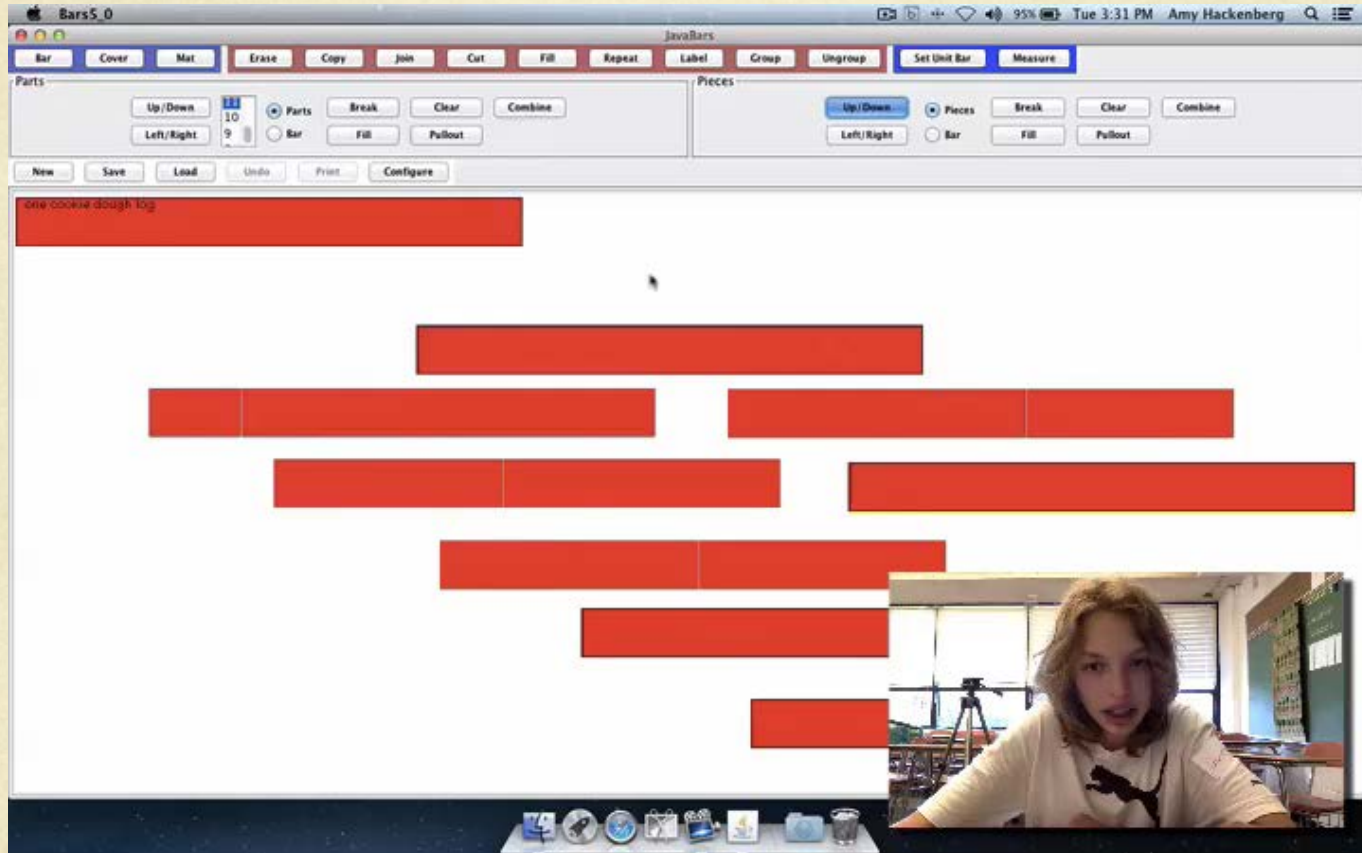 Bars5_0 95% Tue 3:31 PM Amy Hackenberg
JavaBars
Bar Cover Mat Erase Copy Join Cut Fill Repeat Label Group Ungroup Set Unit Bar Measure
Parts Pieces
Up/Down 11 Parts Break Clear Combine Up/Down Pieces Break Clear Combine
10
Left/Right 9 Bar Fill Pullout Left/Right Bar Fill Pullout
New Save Load Undo Print Configure
one cookie dough log